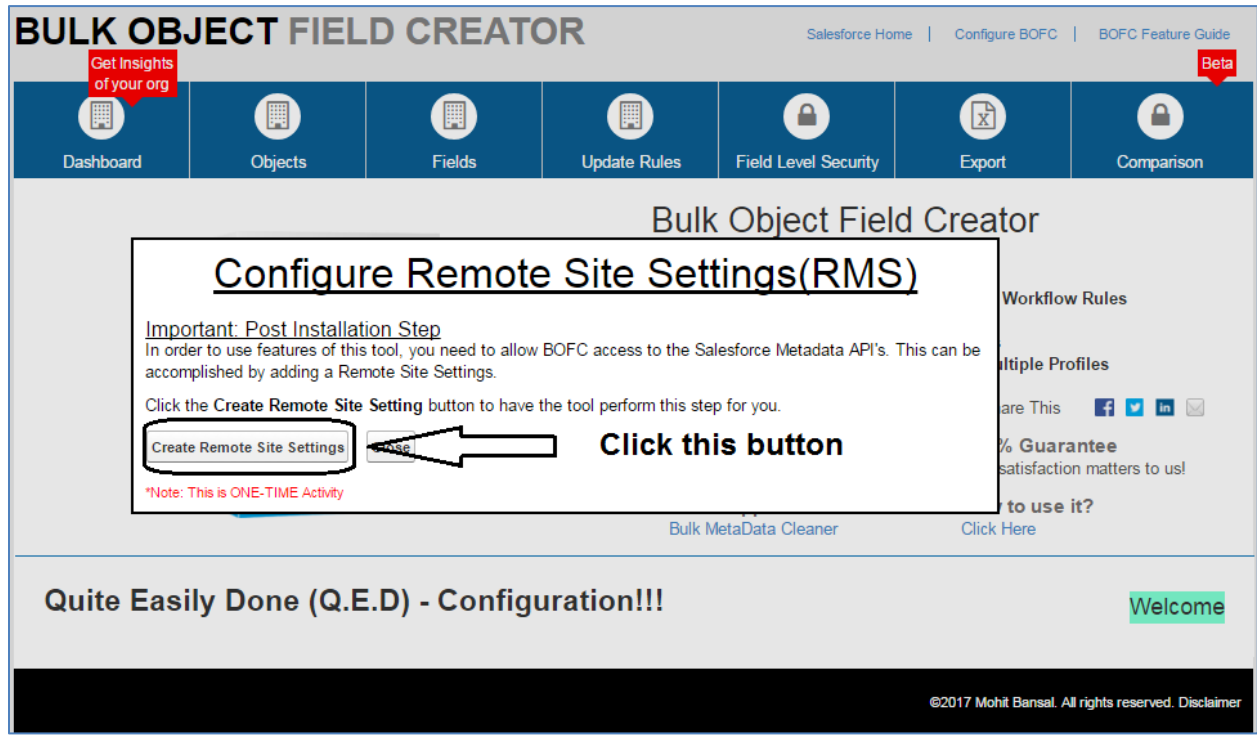 BULK OBJECT FIELD CREATOR
Salesforce Home | Configure BOFC | BOFC Feature Guide
Get Insights
of your org
Beta
Dashboard
Objects
Fields
Update Rules
Field Level Security
Export
Comparison
Bulk Object Field Creator
Configure Remote Site Settings(RMS)
Important: Post Installation Step
In order to use features of this tool, you need to allow BOFC access to the Salesforce Metadata API's. This can be
accomplished by adding a Remote Site Settings.
Click the Create Remote Site Setting button to have the tool perform this step for you.
Create Remote Site Settings
Click this button
*Note: This is ONE-TIME Activity
Workflow Rules
Profiles
This
Guarantee
satisfaction matters to us!
to use it?
Bulk MetaData Cleaner
Click Here
Quite Easily Done (Q.E.D) - Configuration!!!
Welcome
©2017 Mohit Bansal. All rights reserved. Disclaimer